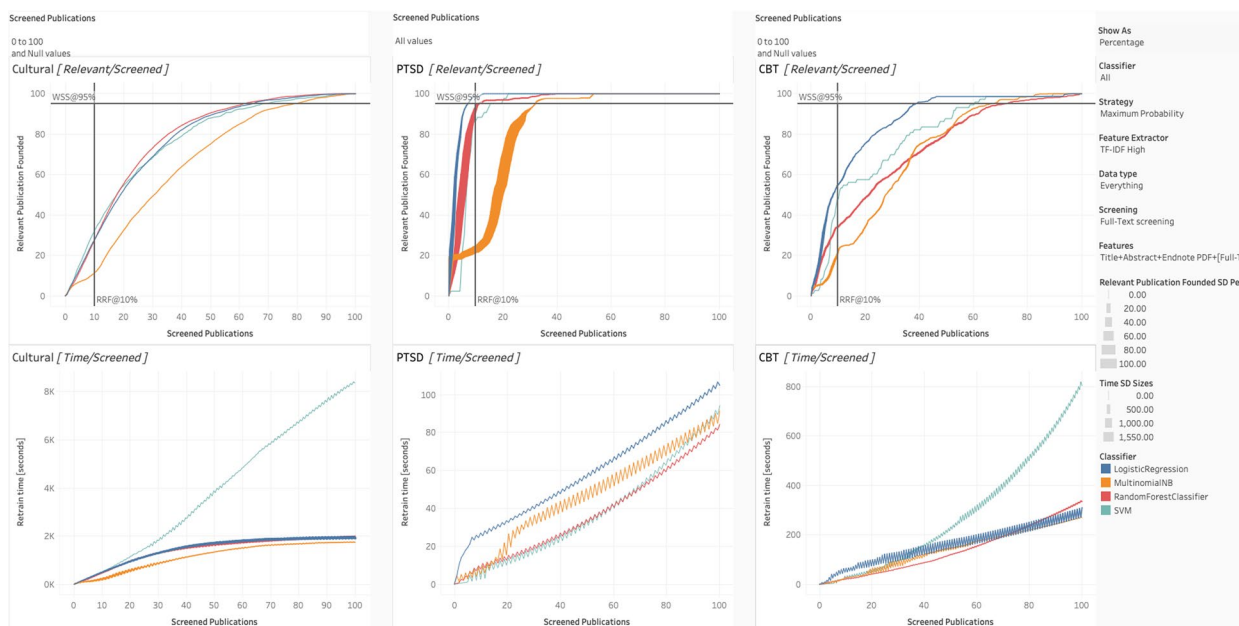 Screened Publications
0 to 100
and Null values
Cultural [Relevant/Screened]
WSS@95%
RRF@10%
Relevant Publication Founded
100
80
60
40
20
0
0 10 20 30 40 50 60 70 80 90 100
Screened Publications
Screened Publications
All values
PTSD [Relevant/Screened]
WSS@95%
RRF@10%
Relevant Publication Founded
100
80
60
40
20
0
0 20 40 60 80 100
Screened Publications
Screened Publications
0 to 100
and Null values
CBT [Relevant/Screened]
WSS@95%
RRF@10%
Relevant Publication Founded
100
80
60
40
20
0
0 20 40 60 80 100
Screened Publications
Cultural [Time/Screened]
Retrain time [seconds]
8K
6K
4K
2K
0K
0 10 20 30 40 50 60 70 80 90 100
Screened Publications
PTSD [Time/Screened]
Retrain time [seconds]
100
80
60
40
20
0
0 20 40 60 80 100
Screened Publications
CBT [Time/Screened]
Retrain time [seconds]
800
600
400
200
0
0 20 40 60 80 100
Screened Publications
Show As
Percentage
Classifier
All
Strategy
Maximum Probability
Feature Extractor
TF-IDF High
Data type
Everything
Screening
Full-Text screening
Features
Title+Abstract+Endnote PDF+[Full-T
Relevant Publication Founded SD Pe
0.00
20.00
40.00
60.00
80.00
100.00
Time SD Sizes
0.00
500.00
1,000.00
1,550.00
Classifier
LogisticRegression
MultinomialNB
RandomForestClassifier
SVM